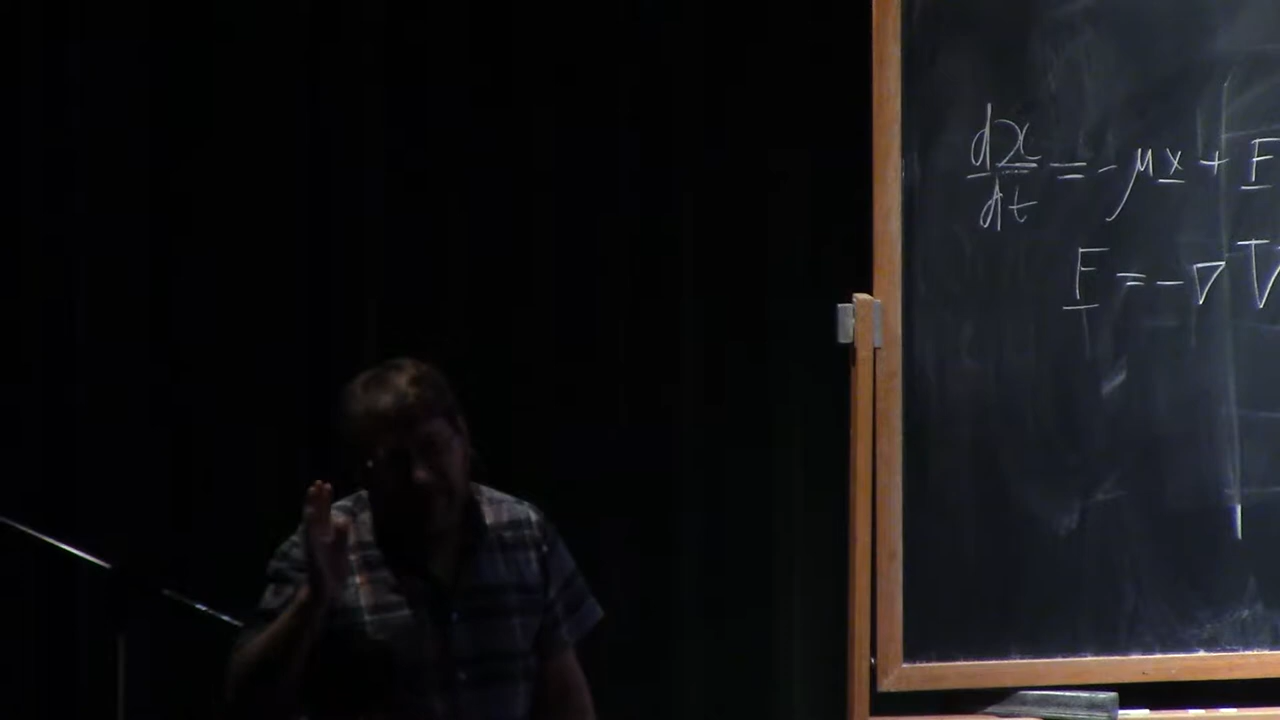 dx/dt = -μx + F
F = -∇V